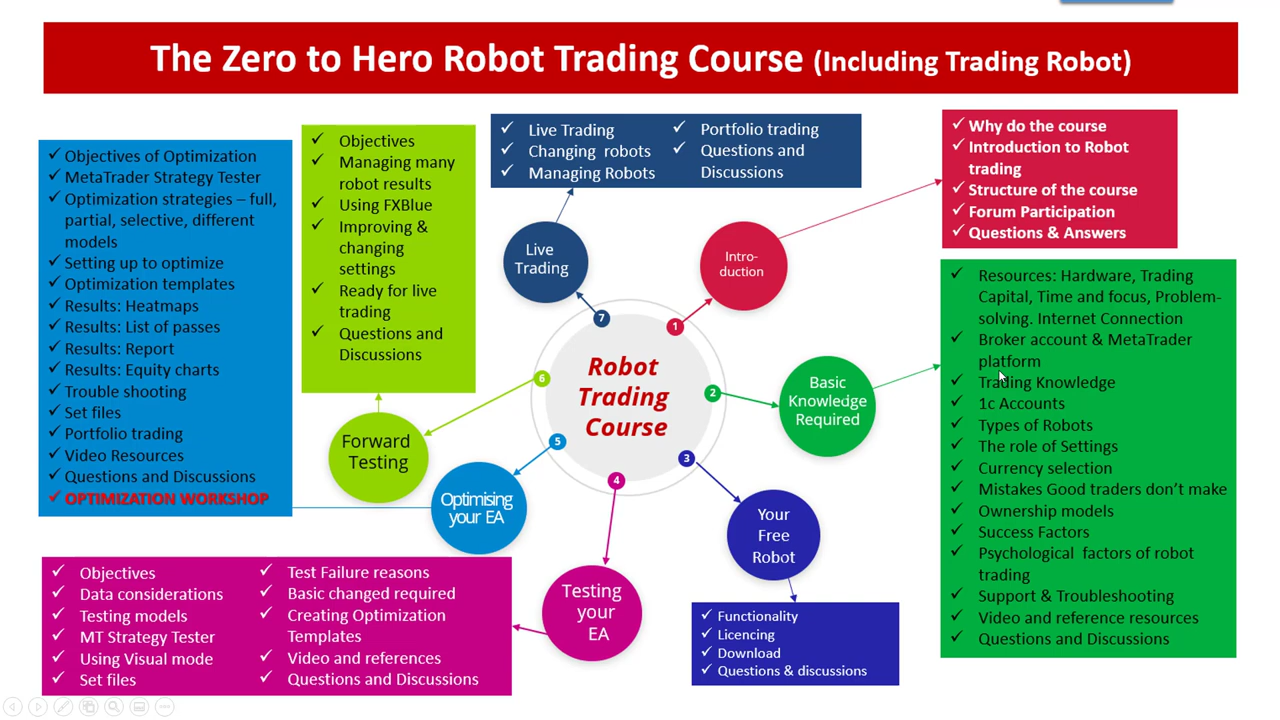 The Zero to Hero Robot Trading Course (Including Trading Robot)
Objectives of Optimization
MetaTrader Strategy Tester
Optimization strategies – full,
partial, selective, different
models
Setting up to optimize
Optimization templates
Results: Heatmaps
Results: List of passes
Results: Report
Results: Equity charts
Trouble shooting
Set files
Portfolio trading
Video Resources
Questions and Discussions
OPTIMIZATION WORKSHOP
Objectives
Managing many
robot results
Using FXBlue
Improving &
changing
settings
Ready for live
trading
Questions and
Discussions
Live Trading
Changing robots
Managing Robots
Portfolio trading
Questions and
Discussions
Why do the course
Introduction to Robot
trading
Structure of the course
Forum Participation
Questions & Answers
Resources: Hardware, Trading
Capital, Time and focus, Problem-
solving. Internet Connection
Broker account & MetaTrader
platform
Trading Knowledge
1c Accounts
Types of Robots
The role of Settings
Currency selection
Mistakes Good traders don't make
Ownership models
Success Factors
Psychological factors of robot
trading
Support & Troubleshooting
Video and reference resources
Questions and Discussions
Live
Trading
Intro-
duction
7
1
Robot
Trading
Course
6
2
Basic
Knowledge
Required
Forward
Testing
5
3
4
Optimising
your EA
Your
Free
Robot
Testing
your
EA
Objectives
Data considerations
Testing models
MT Strategy Tester
Using Visual mode
Set files
Test Failure reasons
Basic changed required
Creating Optimization
Templates
Video and references
Questions and Discussions
Functionality
Licencing
Download
Questions & discussions